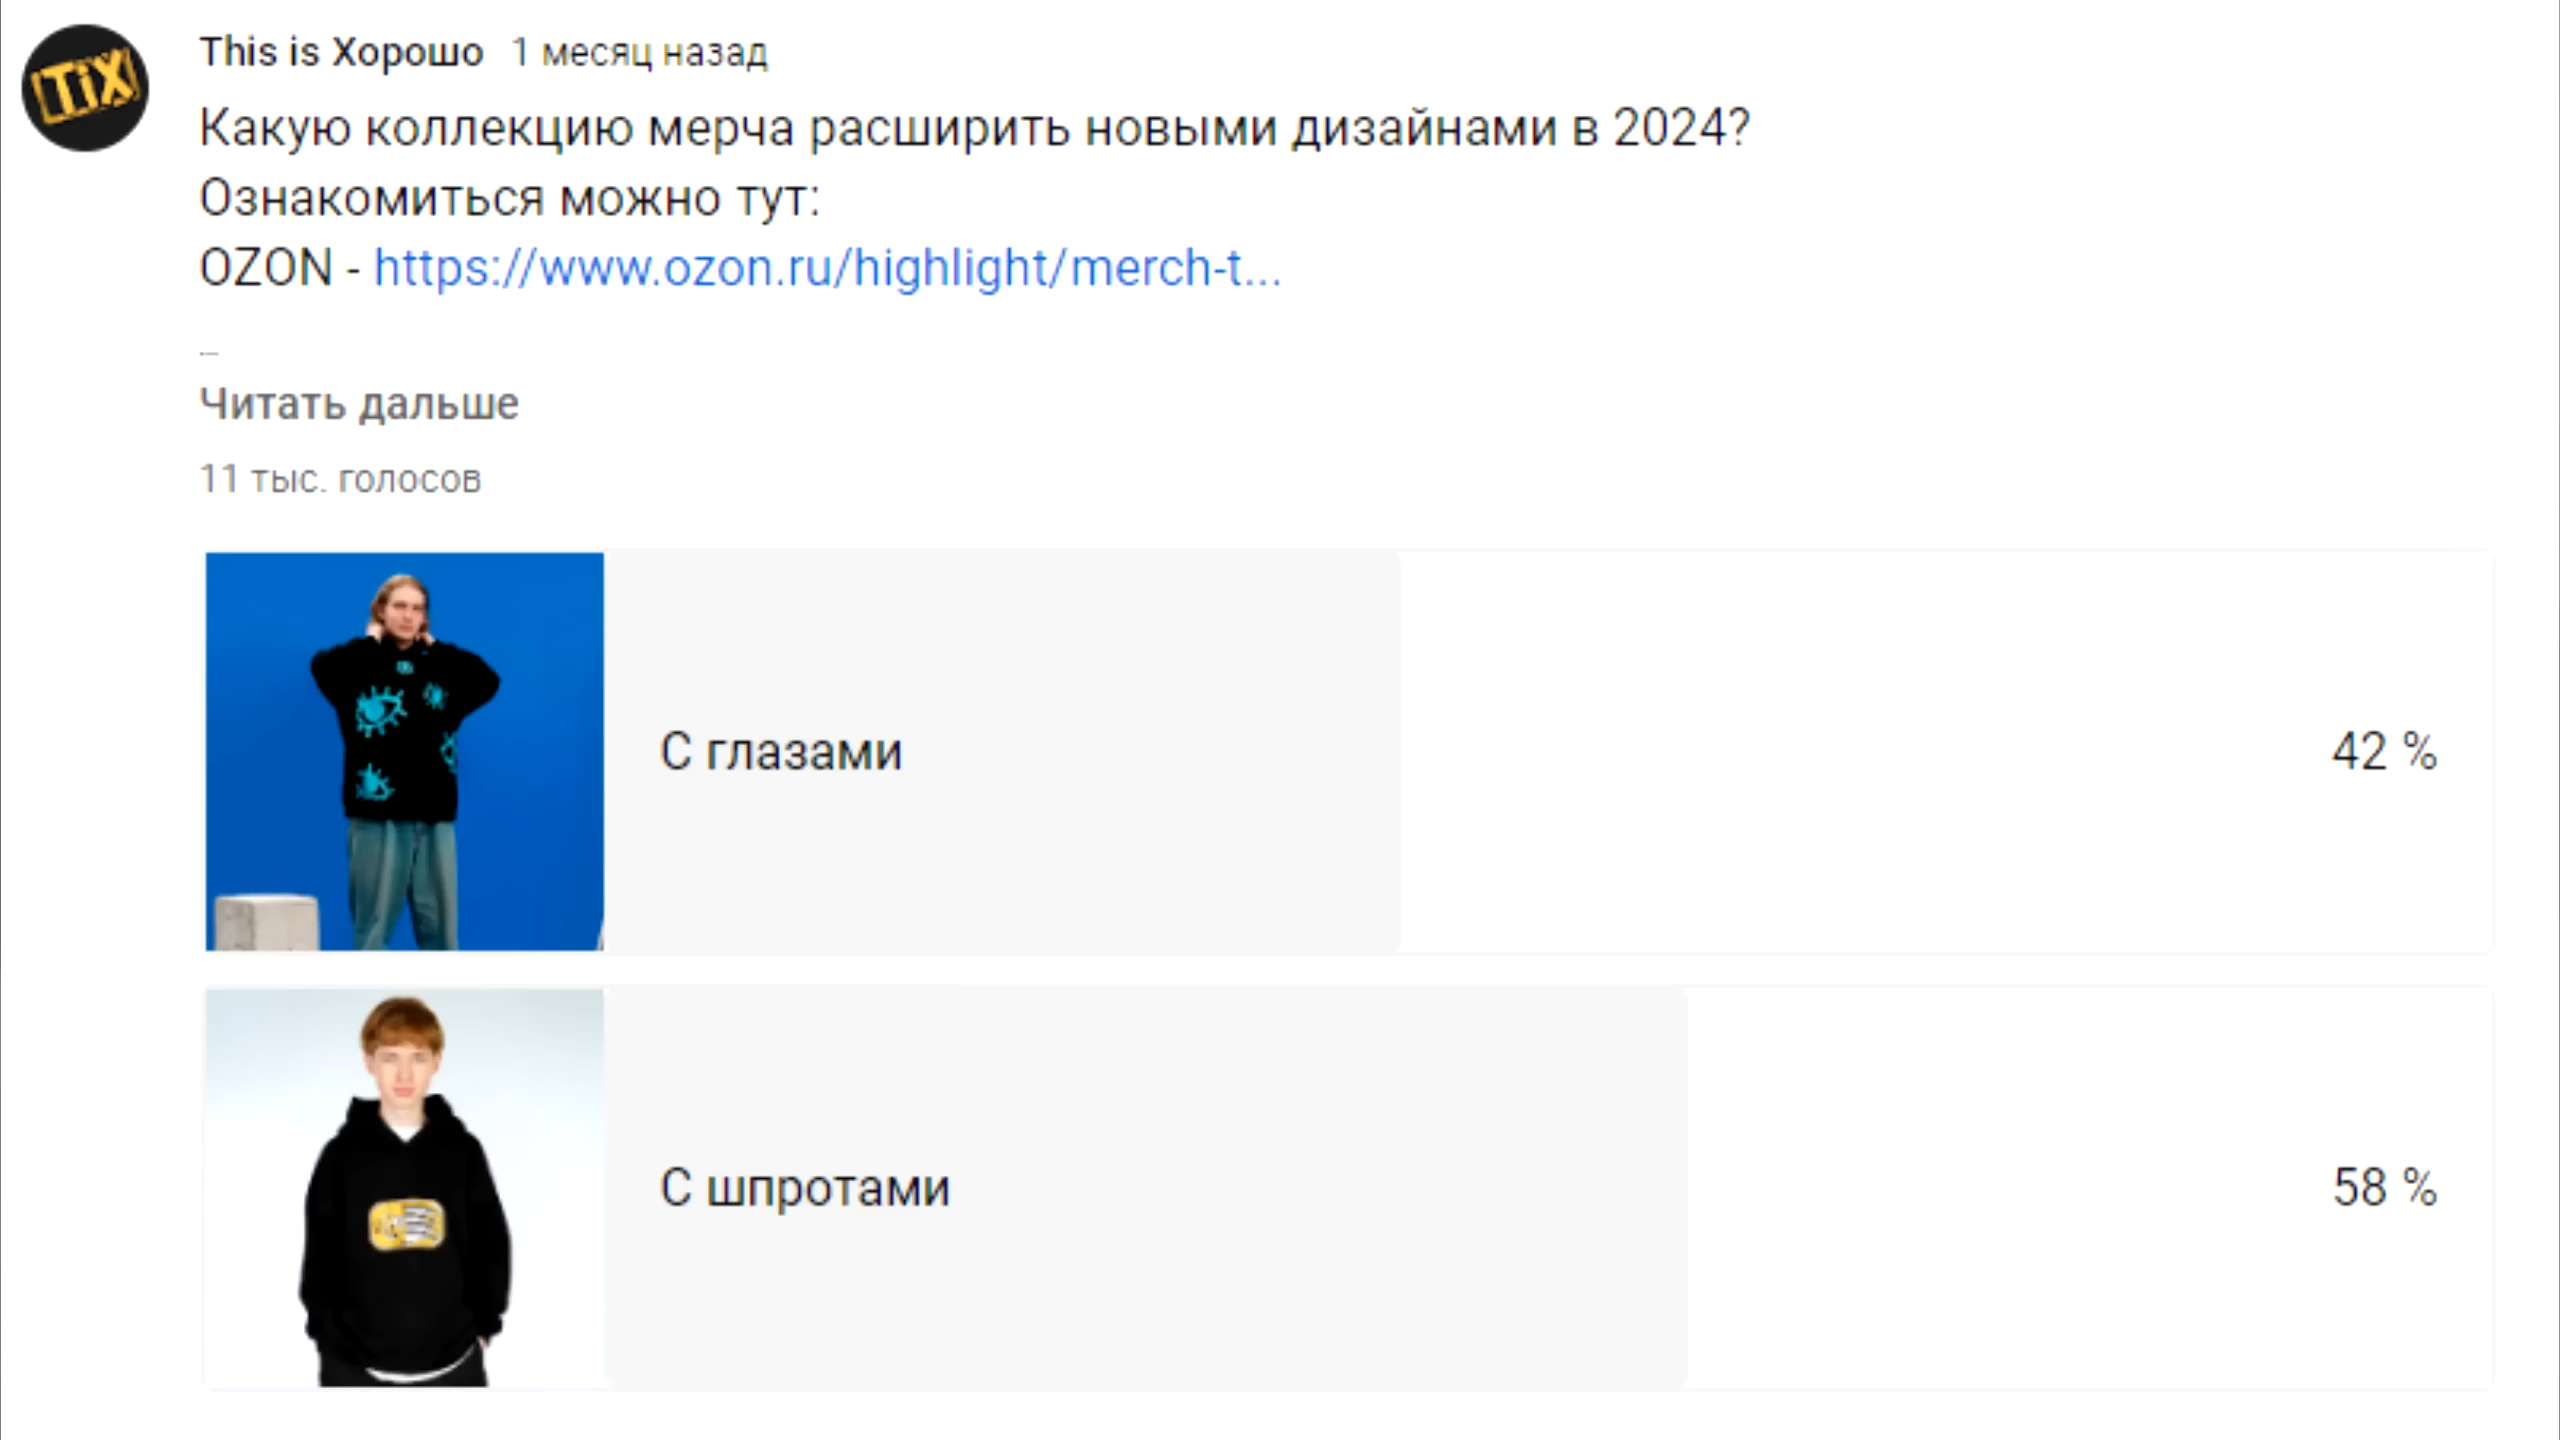 TiX
This is Хорошо 1 месяц назад
Какую коллекцию мерча расширить новыми дизайнами в 2024?
Ознакомиться можно тут:
OZON - https://www.ozon.ru/highlight/merch-t...
Читать дальше
11 тыс. голосов
С глазами 42 %
С шпротами 58 %